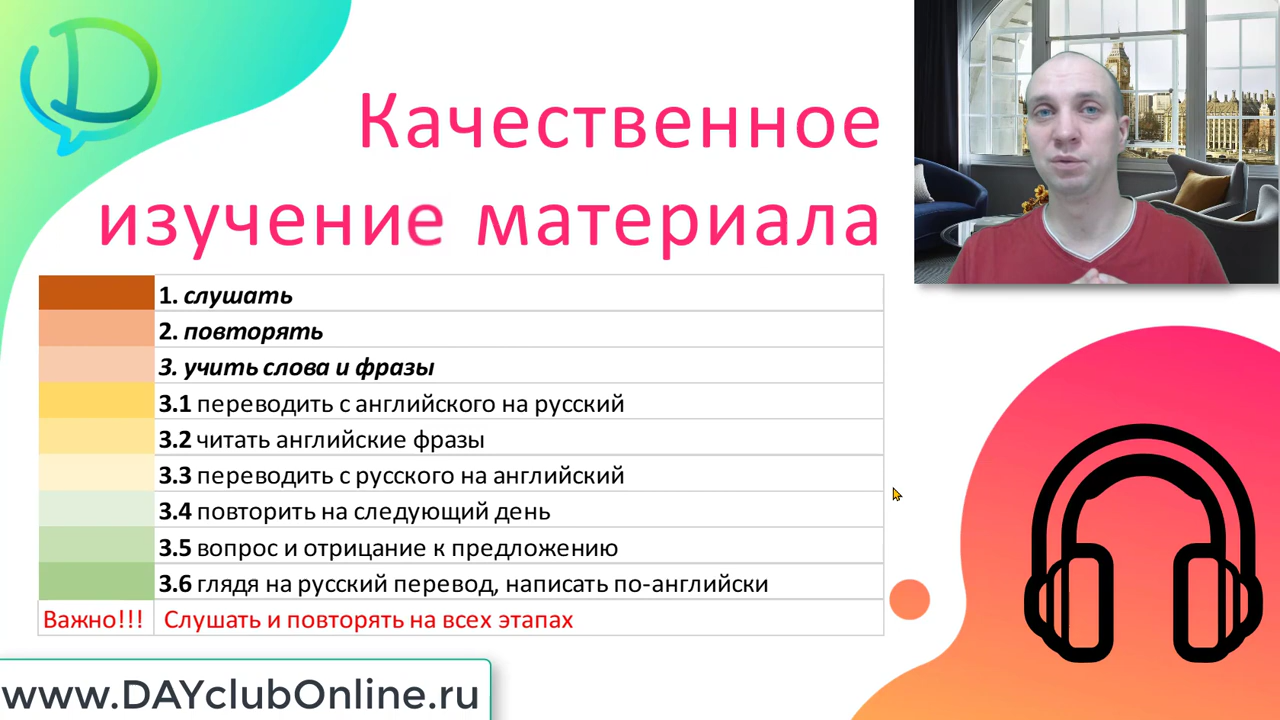 Качественное
изучение материала
1. слушать
2. повторять
3. учить слова и фразы
3.1 переводить с английского на русский
3.2 читать английские фразы
3.3 переводить с русского на английский
3.4 повторить на следующий день
3.5 вопрос и отрицание к предложению
3.6 глядя на русский перевод, написать по-английски
Важно!!! Слушать и повторять на всех этапах
www.DAYclubOnline.ru